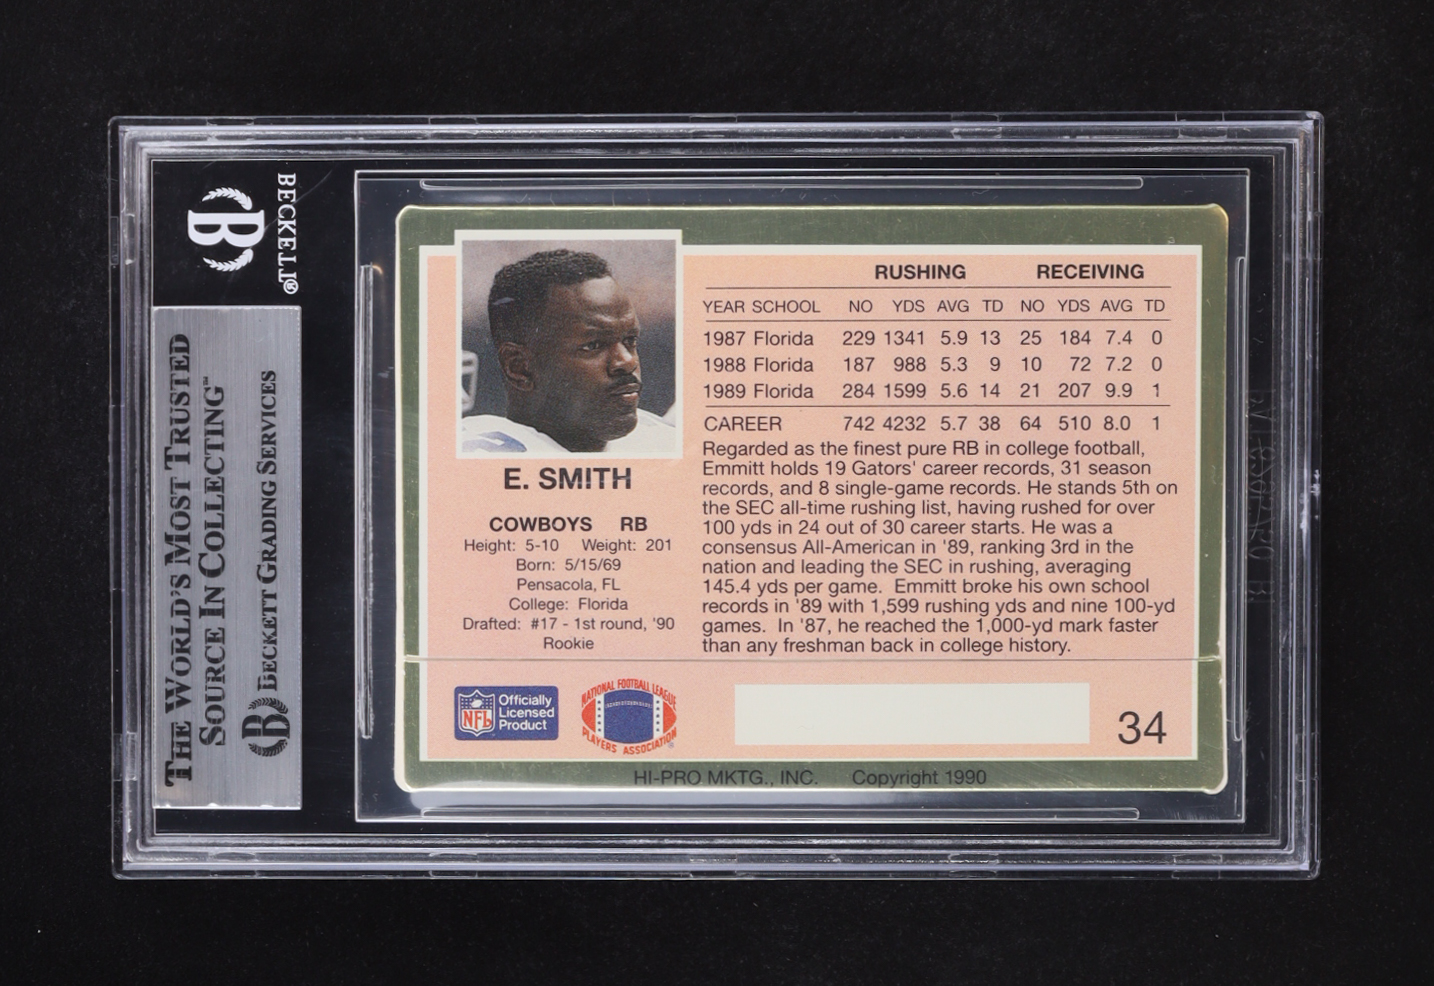 BECKETT®
B
THE WORLD'S MOST TRUSTED
SOURCE IN COLLECTING™
B BECKETT GRADING SERVICES
RUSHING RECEIVING
YEAR SCHOOL NO YDS AVG TD NO YDS AVG TD
1987 Florida 229 1341 5.9 13 25 184 7.4 0
1988 Florida 187 988 5.3 9 10 72 7.2 0
1989 Florida 284 1599 5.6 14 21 207 9.9 1
CAREER 742 4232 5.7 38 64 510 8.0 1
Regarded as the finest pure RB in college football,
Emmitt holds 19 Gators' career records, 31 season
records, and 8 single-game records. He stands 5th on
the SEC all-time rushing list, having rushed for over
100 yds in 24 out of 30 career starts. He was a
consensus All-American in '89, ranking 3rd in the
nation and leading the SEC in rushing, averaging
145.4 yds per game. Emmitt broke his own school
records in '89 with 1,599 rushing yds and nine 100-yd
games. In '87, he reached the 1,000-yd mark faster
than any freshman back in college history.
E. SMITH
COWBOYS RB
Height: 5-10 Weight: 201
Born: 5/15/69
Pensacola, FL
College: Florida
Drafted: #17 - 1st round, '90
Rookie
NFL
Officially
Licensed
Product
NATIONAL FOOTBALL LEAGUE
PLAYERS ASSOCIATION
34
HI-PRO MKTG., INC. Copyright 1990